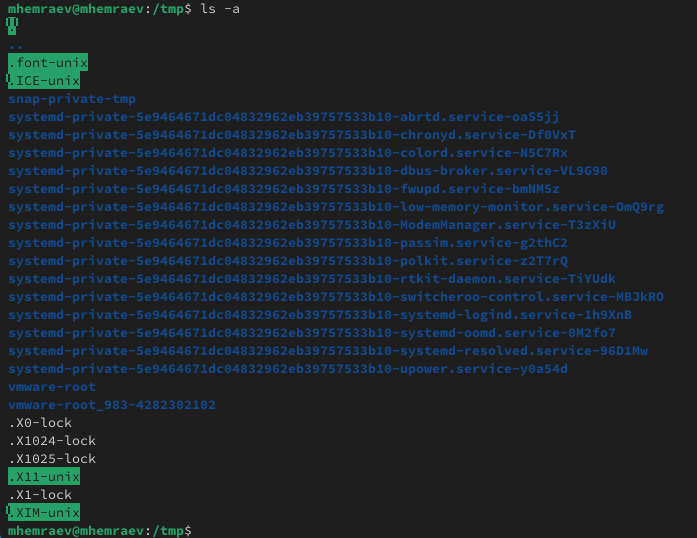 mhemraev@mhemraev:/tmp$ ls -a
.
..
.font-unix
.ICE-unix
snap-private-tmp
systemd-private-5e9464671dc04832962eb39757533b10-abrtd.service-oaS5jj
systemd-private-5e9464671dc04832962eb39757533b10-chronyd.service-Df0VxT
systemd-private-5e9464671dc04832962eb39757533b10-colord.service-N5C7Rx
systemd-private-5e9464671dc04832962eb39757533b10-dbus-broker.service-VL9G90
systemd-private-5e9464671dc04832962eb39757533b10-fwupd.service-bmNM5z
systemd-private-5e9464671dc04832962eb39757533b10-low-memory-monitor.service-OmQ9rg
systemd-private-5e9464671dc04832962eb39757533b10-ModemManager.service-T3zXiU
systemd-private-5e9464671dc04832962eb39757533b10-passim.service-g2thC2
systemd-private-5e9464671dc04832962eb39757533b10-polkit.service-z2T7rQ
systemd-private-5e9464671dc04832962eb39757533b10-rtkit-daemon.service-TiYUdk
systemd-private-5e9464671dc04832962eb39757533b10-switcheroo-control.service-MBJkRO
systemd-private-5e9464671dc04832962eb39757533b10-systemd-logind.service-1h9XnB
systemd-private-5e9464671dc04832962eb39757533b10-systemd-oomd.service-0M2fo7
systemd-private-5e9464671dc04832962eb39757533b10-systemd-resolved.service-96D1Mw
systemd-private-5e9464671dc04832962eb39757533b10-upower.service-y0a54d
vmware-root
vmware-root_983-4282302102
.X0-lock
.X1024-lock
.X1025-lock
.X11-unix
.X1-lock
.XIM-unix
mhemraev@mhemraev:/tmp$